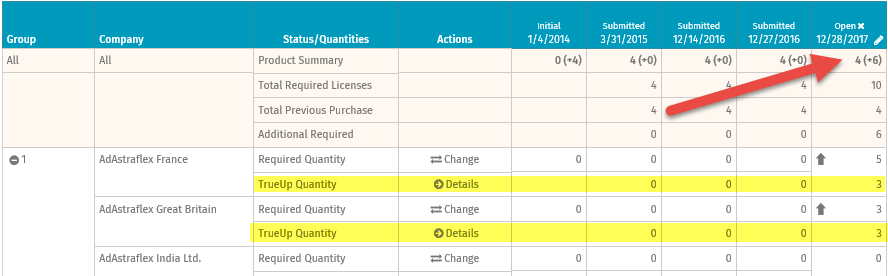 Group Company Status/Quantities Actions Initial 1/4/2014 Submitted 3/31/2015 Submitted 12/14/2016 Submitted 12/27/2016 Open ✖ 12/28/2017
All All Product Summary 0 (+4) 4 (+0) 4 (+0) 4 (+0) 4 (+6)
Total Required Licenses 4 4 4 10
Total Previous Purchase 4 4 4 4
Additional Required 0 0 0 6
1 AdAstraflex France Required Quantity Change 0 0 0 0 5
TrueUp Quantity Details 0 0 0 3
AdAstraflex Great Britain Required Quantity Change 0 0 0 0 3
TrueUp Quantity Details 0 0 0 3
AdAstraflex India Ltd. Required Quantity Change 0 0 0 0 0